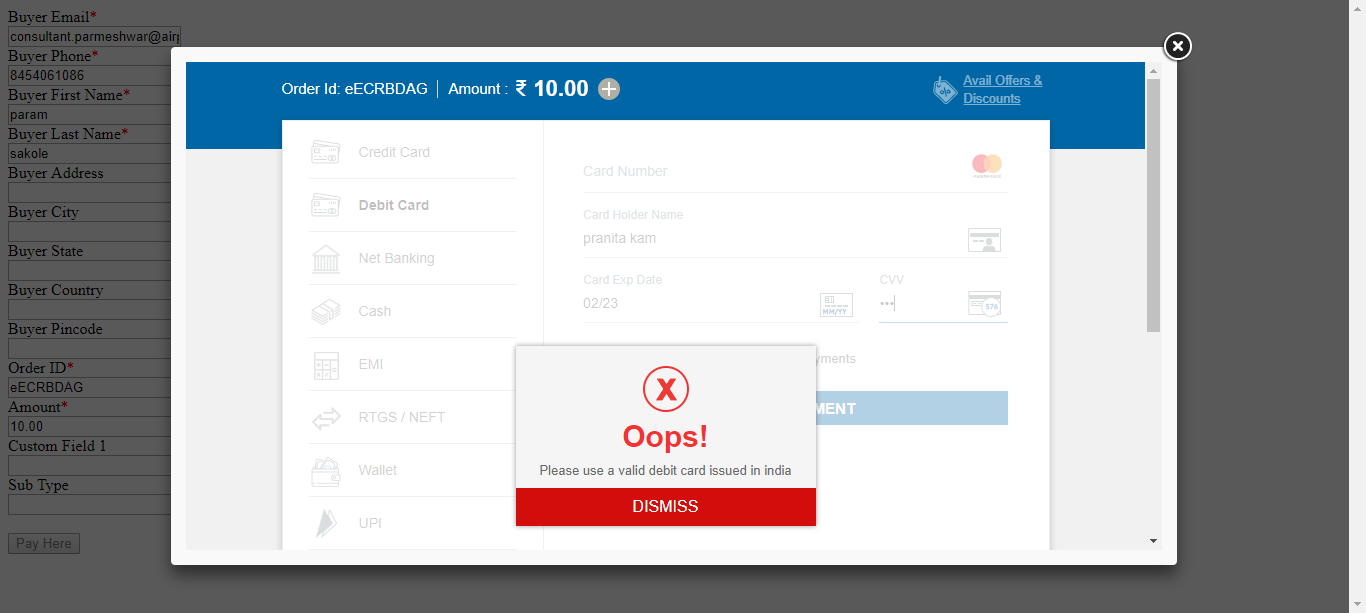 Buyer Email*
consultant.parmeshwar@air
Buyer Phone*
8454061086
Buyer First Name*
param
Buyer Last Name*
sakole
Buyer Address
Buyer City
Buyer State
Buyer Country
Buyer Pincode
Order ID*
eECRBDAG
Amount*
10.00
Custom Field 1
Sub Type
Pay Here
Order Id: eECRBDAG | Amount : ₹ 10.00
Avail Offers &
Discounts
Credit Card
Debit Card
Net Banking
Cash
EMI
RTGS / NEFT
Wallet
UPI
Card Number
Card Holder Name
pranita kam
Card Exp Date
02/23
MM/YY
CVV
•••
576
yments
MENT
X
Oops!
Please use a valid debit card issued in india
DISMISS